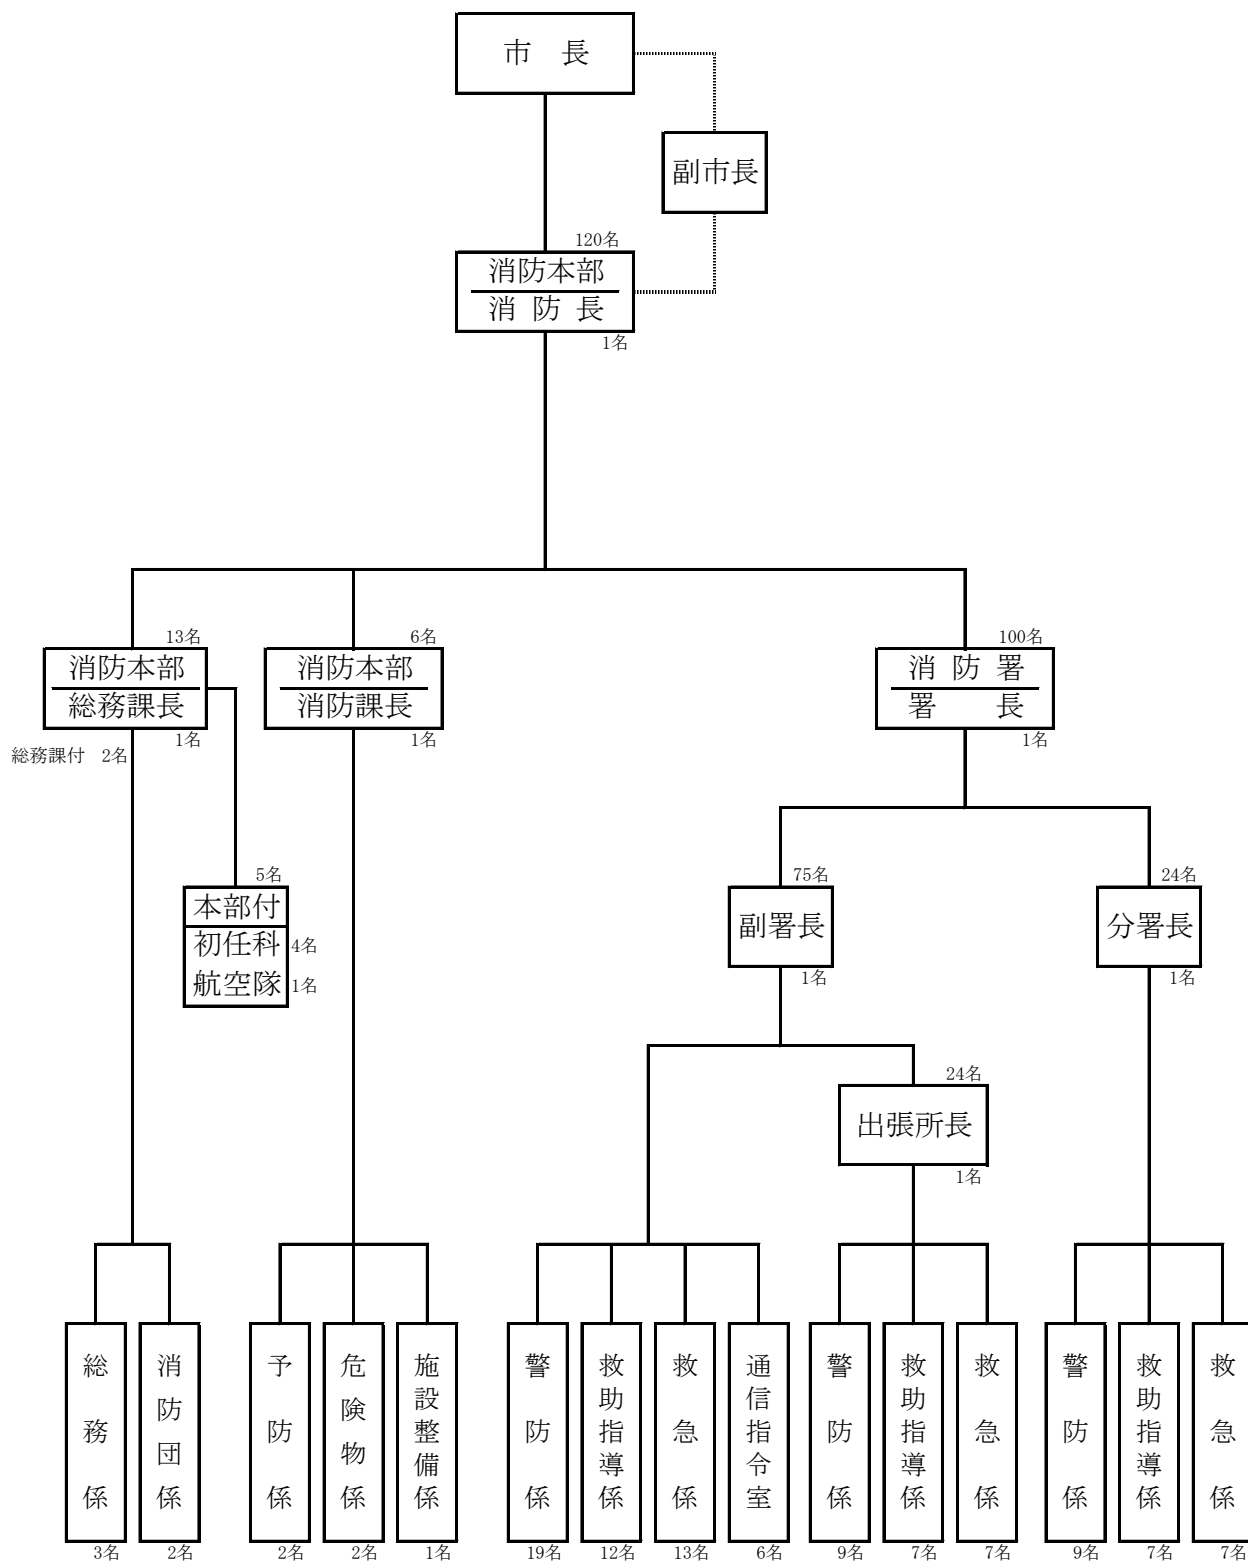 市　長
副市長
120名
消防本部
消 防 長
1名
13名
消防本部
総務課長
1名
総務課付　2名
6名
消防本部
消防課長
1名
100名
消 防 署
署　　長
1名
5名
本部付
初任科 4名
航空隊 1名
75名
副署長
1名
24名
分署長
1名
24名
出張所長
1名
総務係
3名
消防団係
2名
予防係
2名
危険物係
2名
施設整備係
1名
警防係
19名
救助指導係
12名
救急係
13名
通信指令室
6名
警防係
9名
救助指導係
7名
救急係
7名
警防係
9名
救助指導係
7名
救急係
7名